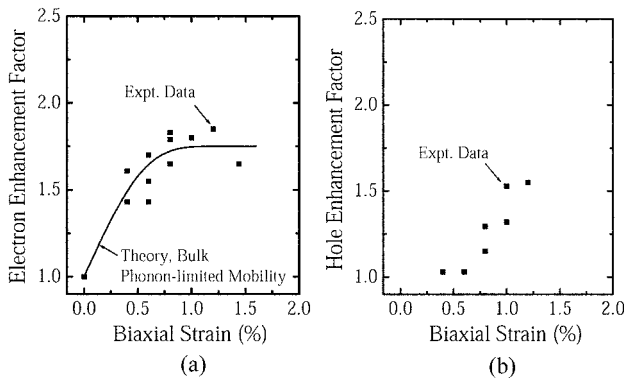 (a)
Electron Enhancement Factor
2.5
2.0
1.5
1.0
Expt. Data
Theory, Bulk
Phonon-limited Mobility
0.0 0.5 1.0 1.5 2.0
Biaxial Strain (%)
(a)
(b)
Hole Enhancement Factor
2.5
2.0
1.5
1.0
Expt. Data
0.0 0.5 1.0 1.5 2.0
Biaxial Strain (%)
(b)